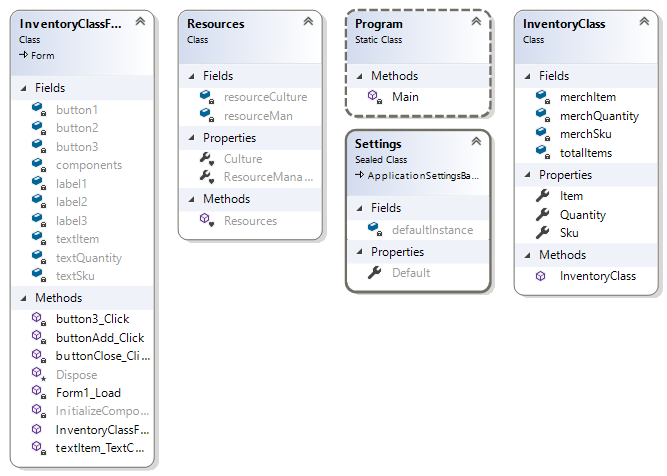 InventoryClassF...
Class
Form
Fields
button1
button2
button3
components
label1
label2
label3
textItem
textQuantity
textSku
Methods
button3_Click
buttonAdd_Click
buttonClose_Cli...
Dispose
Form1_Load
InitializeCompo...
InventoryClassF...
textItem_TextC...
Resources
Class
Fields
resourceCulture
resourceMan
Properties
Culture
ResourceMana...
Methods
Resources
Program
Static Class
Methods
Main
Settings
Sealed Class
ApplicationSettingsBa...
Fields
defaultInstance
Properties
Default
InventoryClass
Class
Fields
merchItem
merchQuantity
merchSku
totalItems
Properties
Item
Quantity
Sku
Methods
InventoryClass